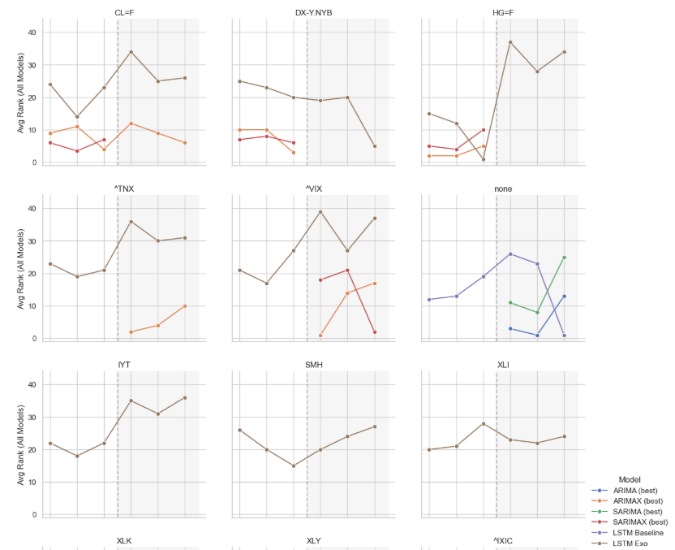 CL=F DX-Y.NYB HG=F
Avg Rank (All Models)
40
30
20
10
0
^TNX ^VIX none
Avg Rank (All Models)
40
30
20
10
0
IYT SMH XLI
Avg Rank (All Models)
40
30
20
10
0
Model
ARIMA (best)
ARIMAX (best)
SARIMA (best)
SARIMAX (best)
LSTM Baseline
LSTM Exo
XLK XLY ^IXIC